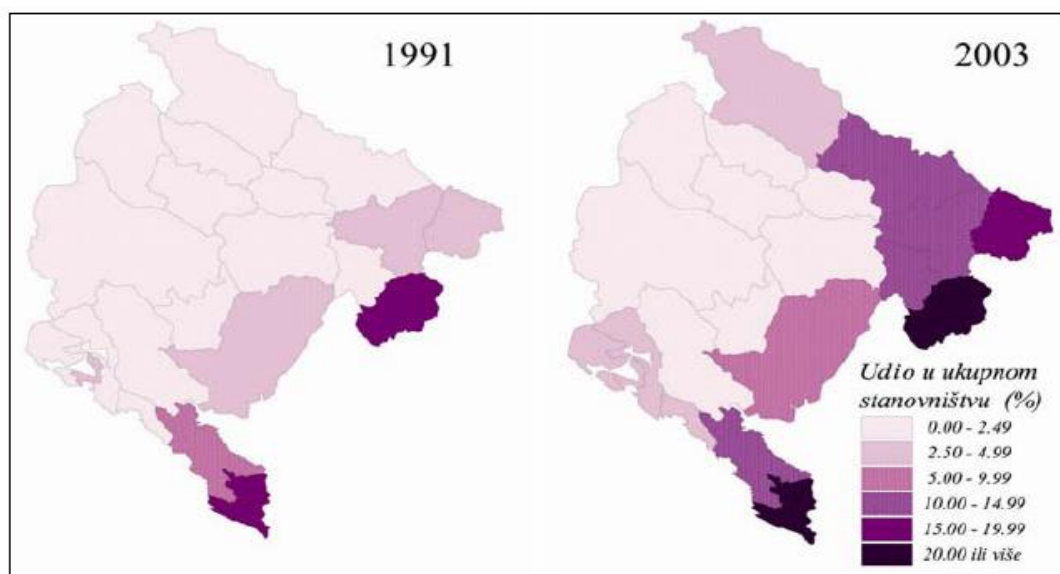 1991
2003
Udio u ukupnom
stanovništvu (%)
0.00 - 2.49
2.50 - 4.99
5.00 - 9.99
10.00 - 14.99
15.00 - 19.99
20.00 ili više